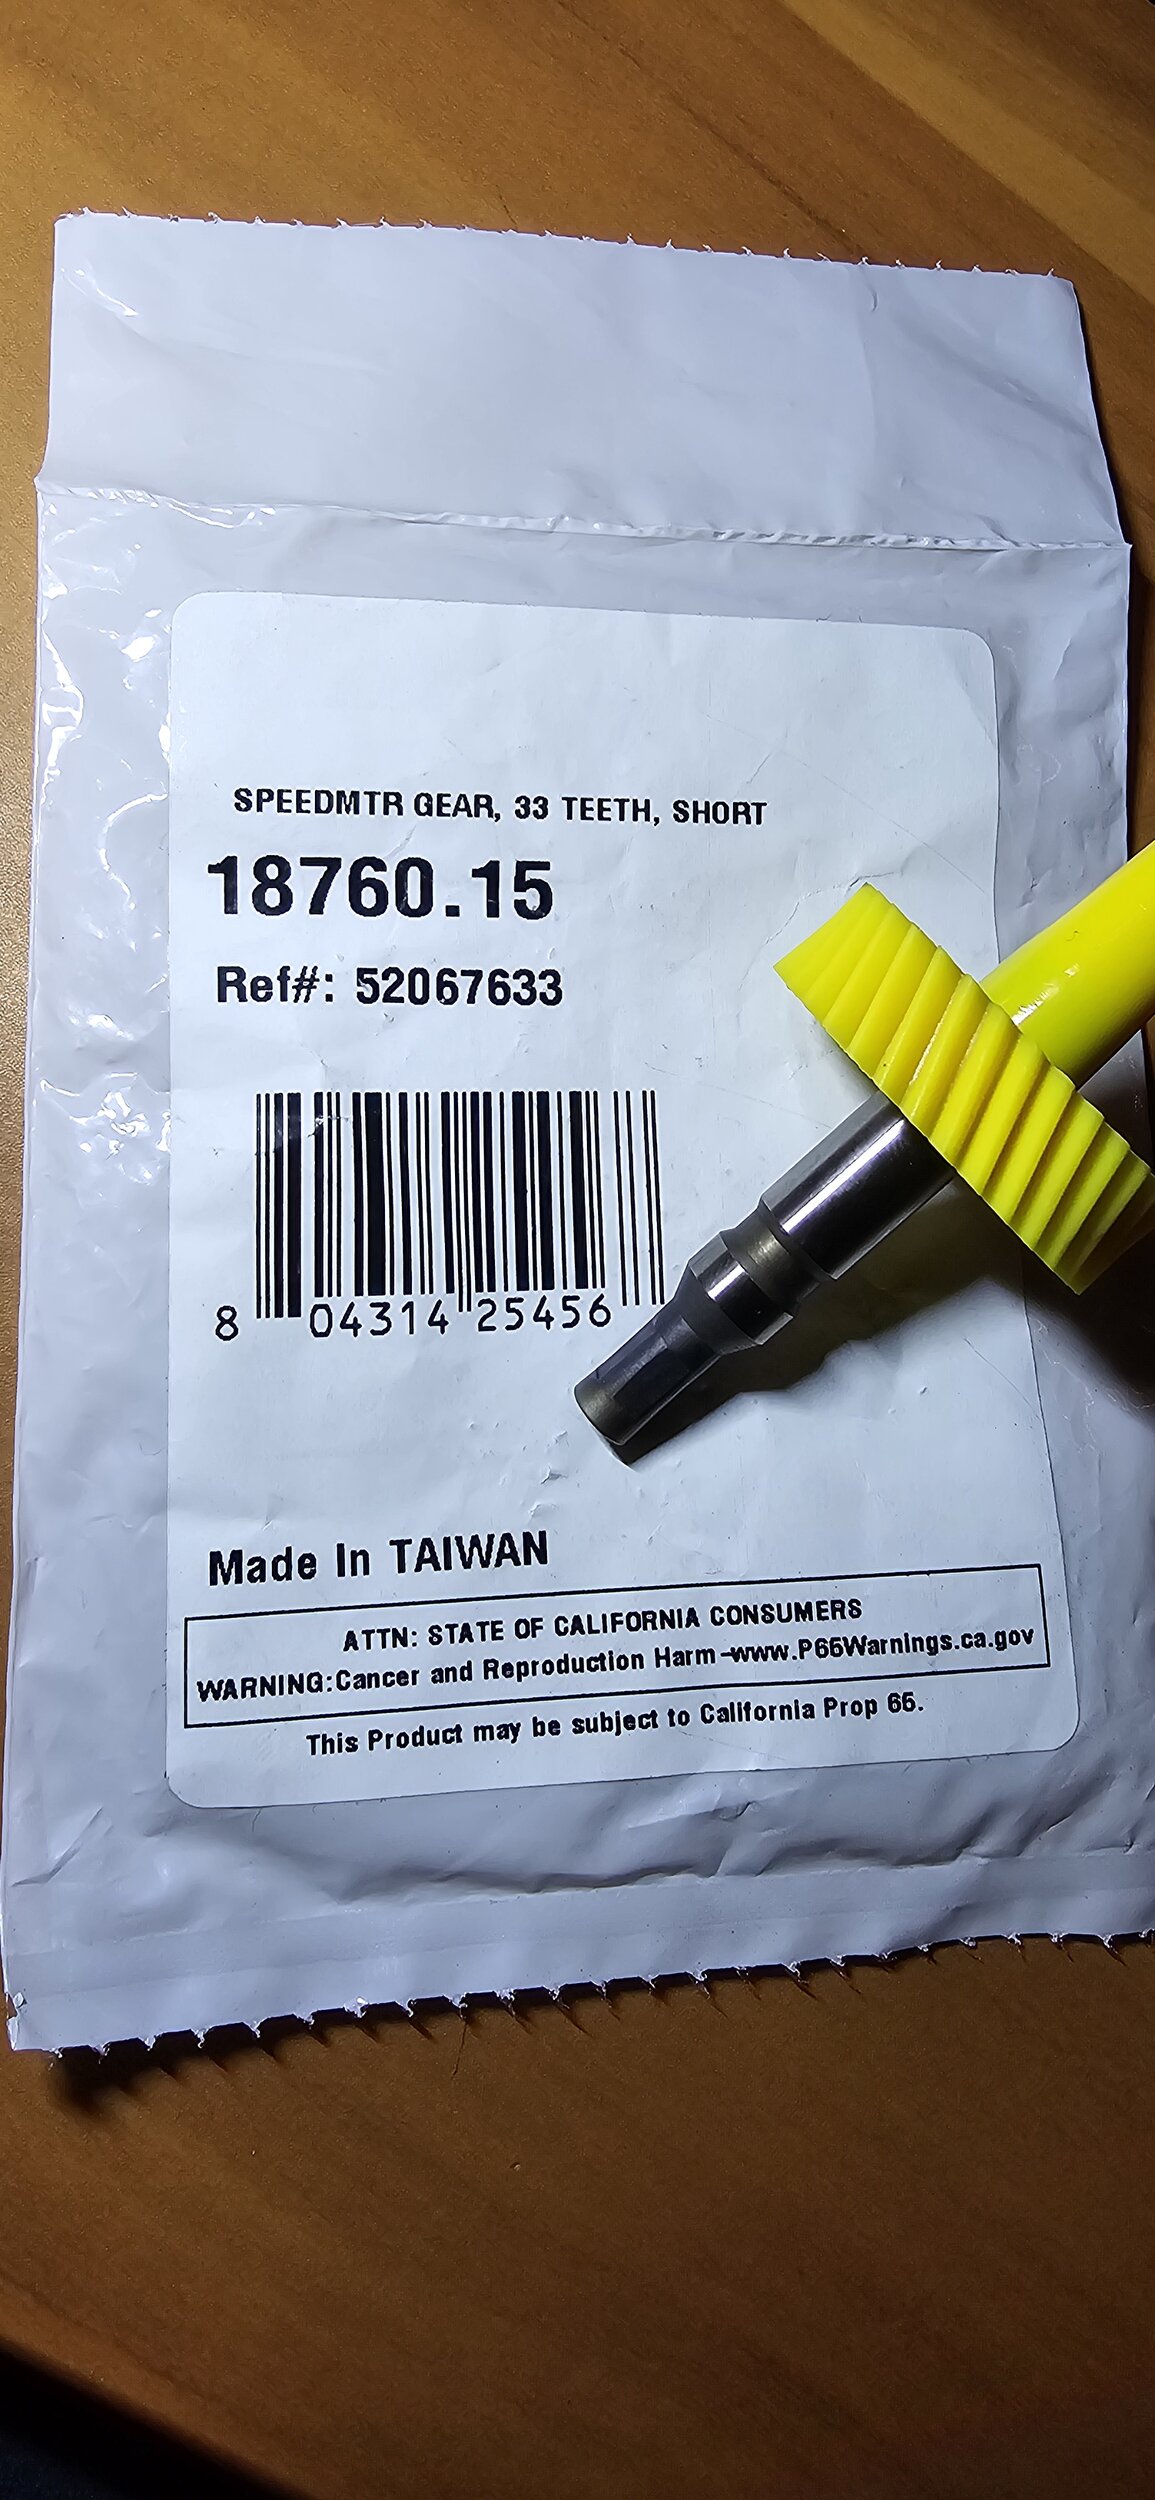 SPEEDMTR GEAR, 33 TEETH, SHORT
18760.15
Ref#: 52067633
8 04314 25456
Made In TAIWAN
ATTN: STATE OF CALIFORNIA CONSUMERS
WARNING:Cancer and Reproduction Harm-www.P65Warnings.ca.gov
This Product may be subject to California Prop 65.